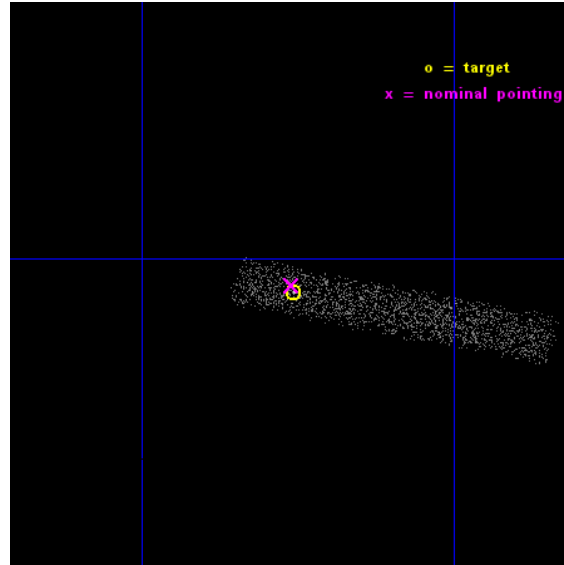 o = target
x = nominal pointing